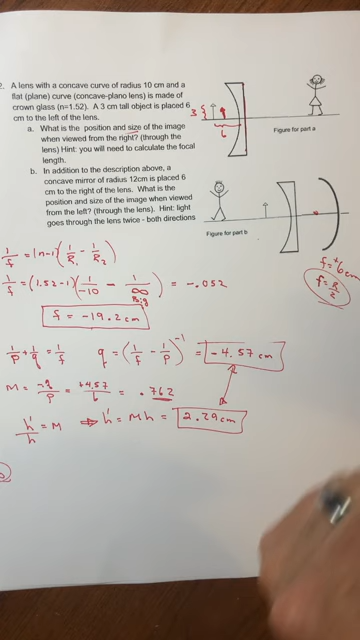 2. A lens with a concave curve of radius 10 cm and a
flat (plane) curve (concave-plano lens) is made of
crown glass (n=1.52). A 3 cm tall object is placed 6
cm to the left of the lens.
a. What is the position and size of the image
when viewed from the right? (through the
lens) Hint: you will need to calculate the focal
length.
b. In addition to the description above, a
concave mirror of radius 12cm is placed 6
cm to the right of the lens. What is the
position and size of the image when viewed
from the left? (through the lens). Hint: light
goes through the lens twice - both directions
3
6
Figure for part a
Figure for part b
f = +6cm
f = R/2
1/f = (n-1)(1/R₁ - 1/R₂)
1/f = (1.52-1)(1/-10 - 1/∞) = -.052
Big
f = -19.2 cm
1/p + 1/q = 1/f q = (1/f - 1/p)⁻¹ = -4.57 cm
M = -q/p = +4.57/6 = .762
h'/h = M ⇒ h' = Mh = 2.29cm